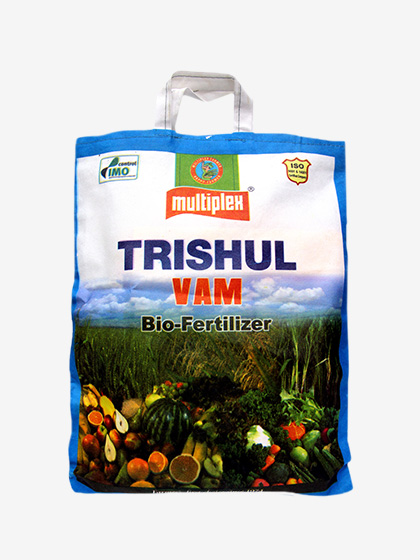 control
IMO
ISO
multiplex®
TRISHUL
VAM
Bio-Fertilizer